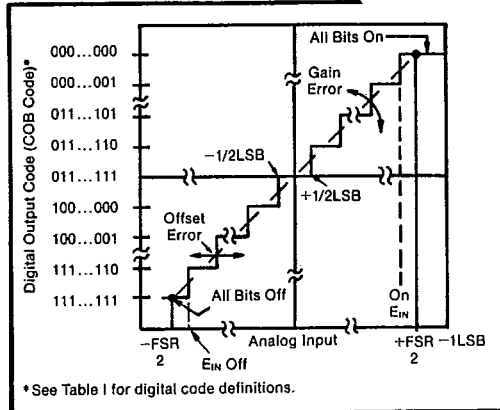 Digital Output Code (COB Code)*
000...000
000...001
011...101
011...110
011...111
100...000
100...001
111...110
111...111
All Bits On
Gain
Error
−1/2LSB
+1/2LSB
Offset
Error
All Bits Off
On
E_IN
−FSR
2
E_IN Off
Analog Input
+FSR −1LSB
2
*See Table I for digital code definitions.